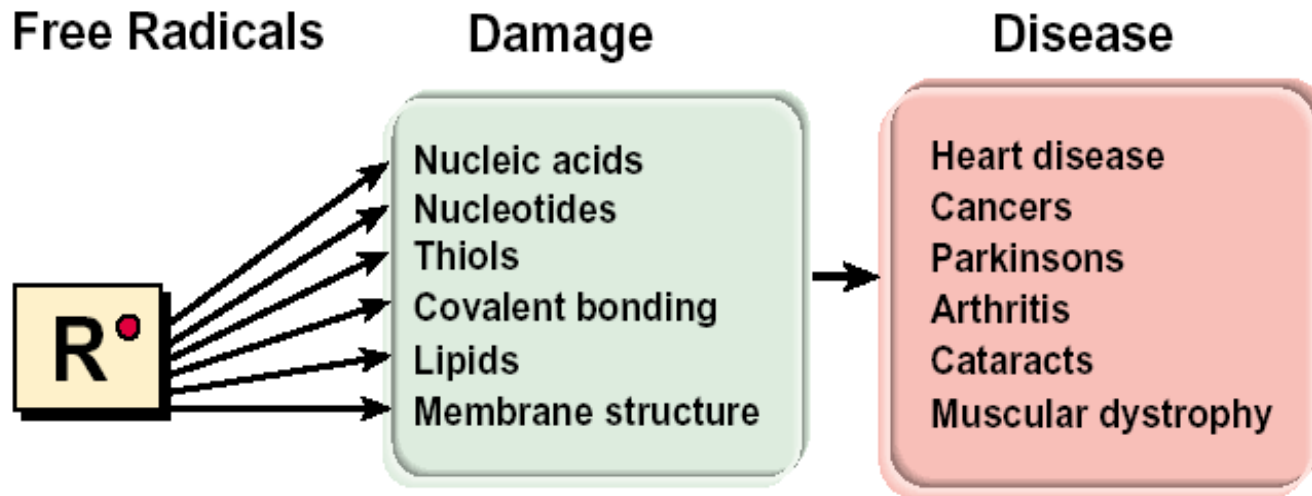 Free Radicals
Damage
Disease
R•
Nucleic acids
Nucleotides
Thiols
Covalent bonding
Lipids
Membrane structure
Heart disease
Cancers
Parkinsons
Arthritis
Cataracts
Muscular dystrophy